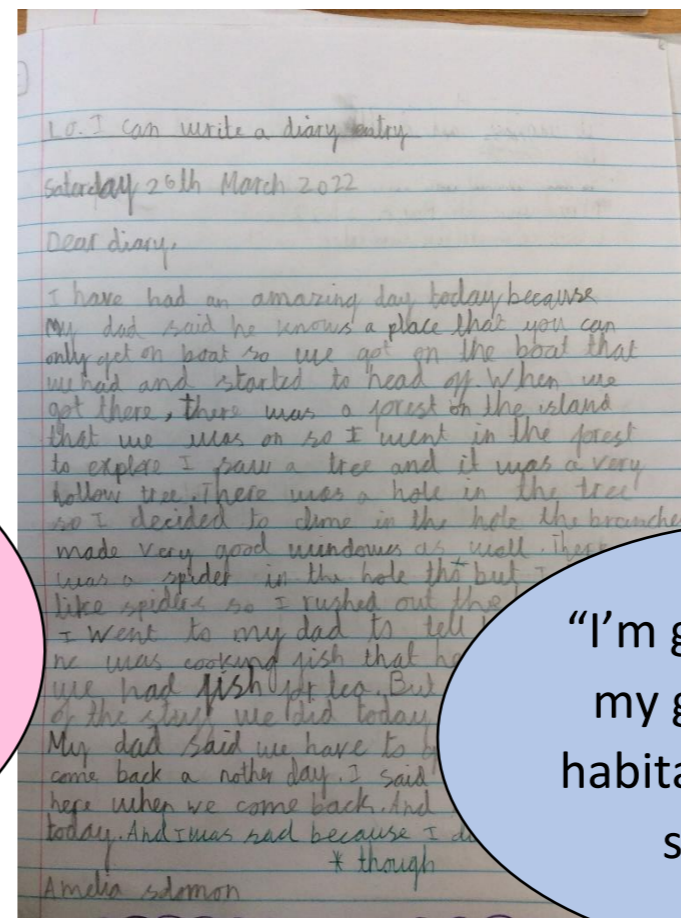 L.O. I can write a diary entry
Saterday 26th March 2022
Dear diary,
I have had an amazing day today because
my dad said he knows a place that you can
only get on boat so we got on the boat that
we had and started to head off. When we
got there, there was a forest on the island
that we was on so I went in the forest
to explore I saw a tree and it was a very
hollow tree. There was a hole in the tree
so I decided to clime in the hole the branche
made very good windows as well. Ther
was a spider in the hole tho but I
like spiders so I rushed out the
I went to my dad to tell
he was cooking fish that
we had fish for tea. But
of the stuff we did today
My dad said we have to
come back a nother day. I said
here when we come back. And
today. And I was sad because I
* though
Amelia solomon
"I'm g
my g
habita
s